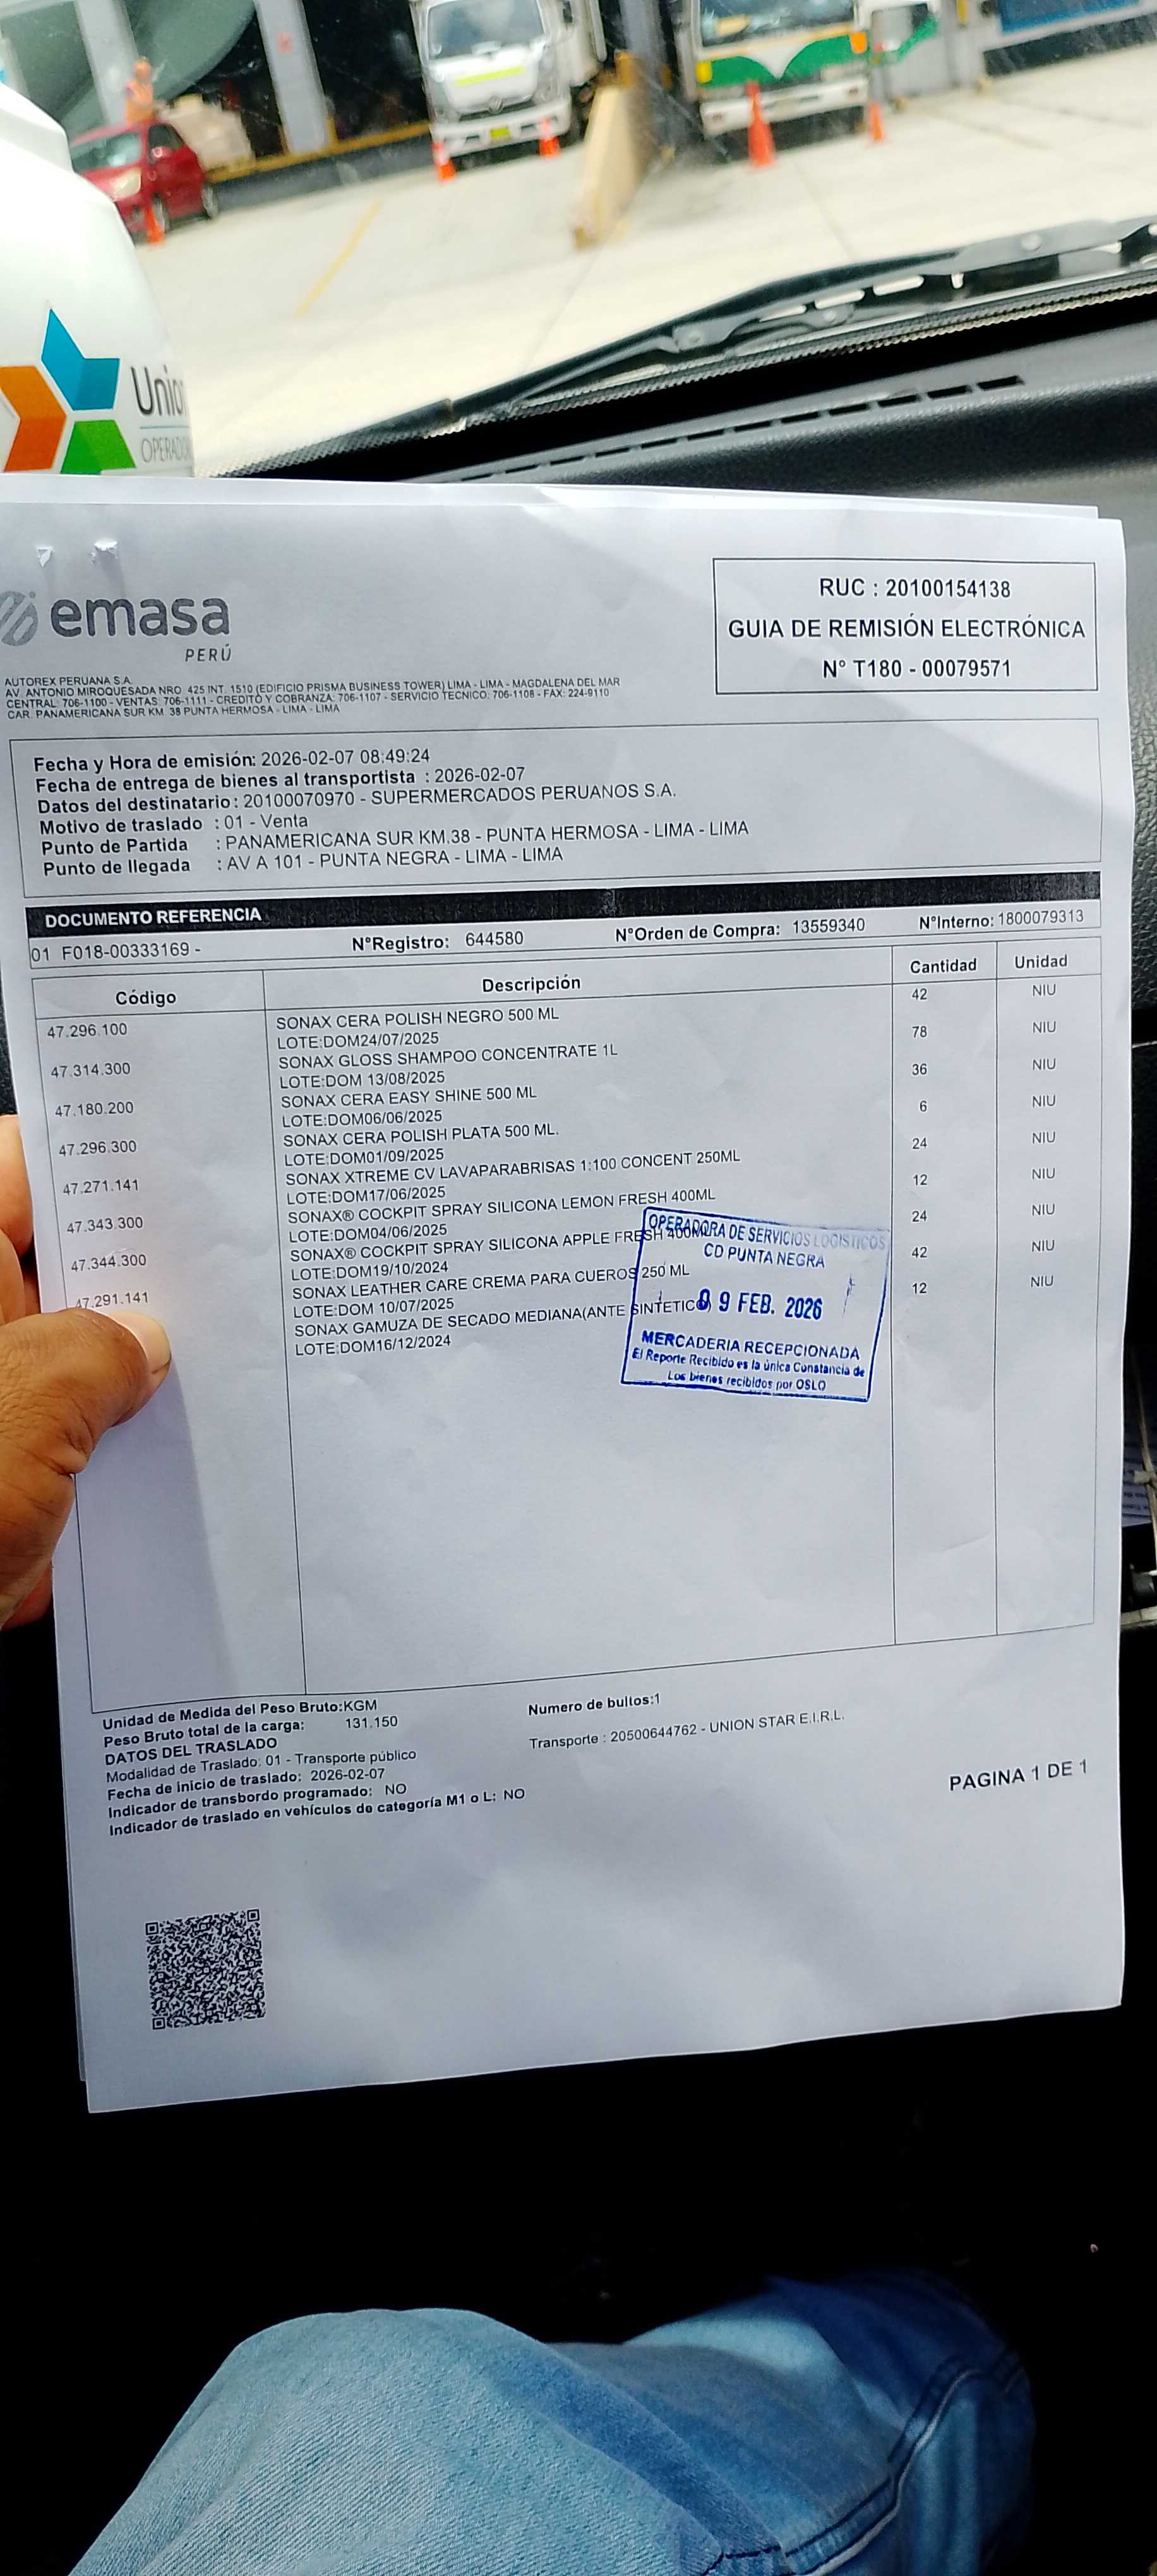 Unio
OPERADO
emasa
PERÚ
RUC : 20100154138
GUIA DE REMISIÓN ELECTRÓNICA
N° T180 - 00079571
AUTOREX PERUANA S.A.
AV. ANTONIO MIROQUESADA NRO. 425 INT. 1510 (EDIFICIO PRISMA BUSINESS TOWER) LIMA - LIMA - MAGDALENA DEL MAR
CENTRAL: 706-1100 - VENTAS: 706-1111 - CREDITO Y COBRANZA: 706-1107 - SERVICIO TECNICO: 706-1108 - FAX: 224-9110
CAR. PANAMERICANA SUR KM. 38 PUNTA HERMOSA - LIMA - LIMA
Fecha y Hora de emisión: 2026-02-07 08:49:24
Fecha de entrega de bienes al transportista : 2026-02-07
Datos del destinatario : 20100070970 - SUPERMERCADOS PERUANOS S.A.
Motivo de traslado : 01 - Venta
Punto de Partida : PANAMERICANA SUR KM.38 - PUNTA HERMOSA - LIMA - LIMA
Punto de llegada : AV A 101 - PUNTA NEGRA - LIMA - LIMA
DOCUMENTO REFERENCIA
01 F018-00333169 - N°Registro: 644580 N°Orden de Compra: 13559340 N°Interno: 1800079313
Código Descripción Cantidad Unidad
47.296.100 SONAX CERA POLISH NEGRO 500 ML 42 NIU
LOTE:DOM24/07/2025
47.314.300 SONAX GLOSS SHAMPOO CONCENTRATE 1L 78 NIU
LOTE:DOM 13/08/2025
47.180.200 SONAX CERA EASY SHINE 500 ML 36 NIU
LOTE:DOM06/06/2025
47.296.300 SONAX CERA POLISH PLATA 500 ML. 6 NIU
LOTE:DOM01/09/2025
47.271.141 SONAX XTREME CV LAVAPARABRISAS 1:100 CONCENT 250ML 24 NIU
LOTE:DOM17/06/2025
47.343.300 SONAX® COCKPIT SPRAY SILICONA LEMON FRESH 400ML 12 NIU
LOTE:DOM04/06/2025
47.344.300 SONAX® COCKPIT SPRAY SILICONA APPLE FRESH 400ML 24 NIU
LOTE:DOM19/10/2024
47.291.141 SONAX LEATHER CARE CREMA PARA CUEROS 250 ML 42 NIU
LOTE:DOM 10/07/2025
SONAX GAMUZA DE SECADO MEDIANA(ANTE SINTETICO) 12 NIU
LOTE:DOM16/12/2024
OPERADORA DE SERVICIOS LOGISTICOS
CD PUNTA NEGRA
09 FEB. 2026
MERCADERIA RECEPCIONADA
El Reporte Recibido es la única Constancia de
Los bienes recibidos por OSLO
Unidad de Medida del Peso Bruto:KGM Numero de bultos:1
Peso Bruto total de la carga: 131.150
DATOS DEL TRASLADO Transporte : 20500644762 - UNION STAR E.I.R.L.
Modalidad de Traslado: 01 - Transporte público
Fecha de inicio de traslado: 2026-02-07
Indicador de transbordo programado: NO
Indicador de traslado en vehículos de categoría M1 o L: NO
PAGINA 1 DE 1